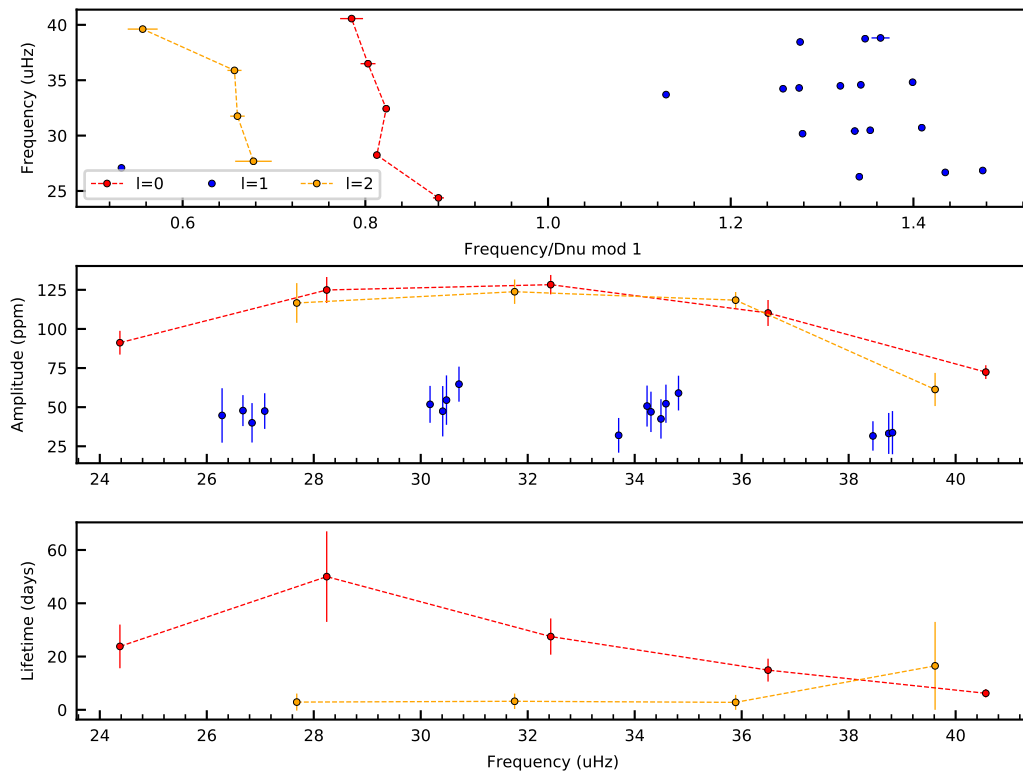 40
35
30
25
Frequency (uHz)
l=0 l=1 l=2
0.6 0.8 1.0 1.2 1.4
Frequency/Dnu mod 1
125
100
75
50
25
Amplitude (ppm)
24 26 28 30 32 34 36 38 40
60
40
20
0
Lifetime (days)
24 26 28 30 32 34 36 38 40
Frequency (uHz)